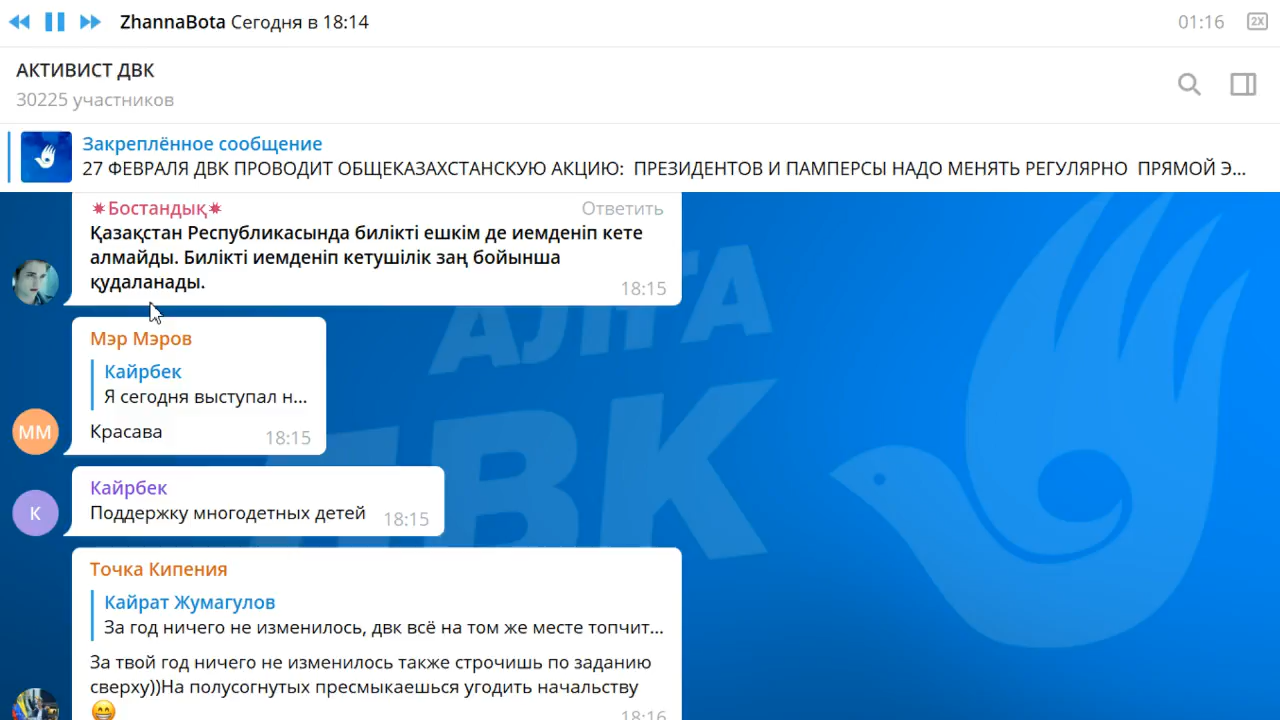 ZhannaBota Сегодня в 18:14
01:16
2X
АКТИВИСТ ДВК
30225 участников
Закреплённое сообщение
27 ФЕВРАЛЯ ДВК ПРОВОДИТ ОБЩЕКАЗАХСТАНСКУЮ АКЦИЮ: ПРЕЗИДЕНТОВ И ПАМПЕРСЫ НАДО МЕНЯТЬ РЕГУЛЯРНО ПРЯМОЙ Э...
✷Бостандық✷
Ответить
Қазақстан Республикасында билікті ешкім де иемденіп кете
алмайды. Билікті иемденіп кетушілік заң бойынша
қудаланады.
18:15
Мэр Мэров
Кайрбек
Я сегодня выступал н...
ММ
Красава
18:15
Кайрбек
К
Поддержку многодетных детей
18:15
Точка Кипения
Кайрат Жумагулов
За год ничего не изменилось, двк всё на том же месте топчит...
За твой год ничего не изменилось также строчишь по заданию
сверху))На полусогнутых пресмыкаешься угодить начальству
😁
18:16
АЛҒА
ДВК